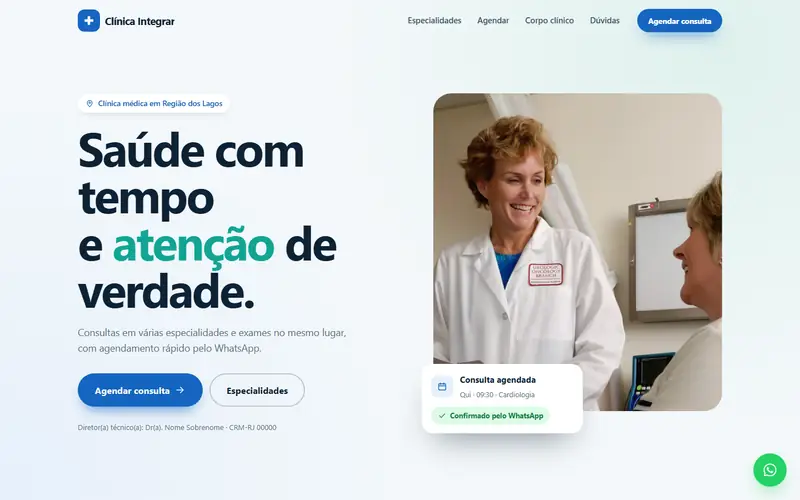 Clínica Integrar
Especialidades
Agendar
Corpo clínico
Dúvidas
Agendar consulta
Clínica médica em Região dos Lagos
Saúde com
tempo
e atenção de
verdade.
Consultas em várias especialidades e exames no mesmo lugar,
com agendamento rápido pelo WhatsApp.
Agendar consulta →
Especialidades
Diretor(a) técnico(a): Dr(a). Nome Sobrenome · CRM-RJ 00000
Consulta agendada
Qui · 09:30 · Cardiologia
Confirmado pelo WhatsApp